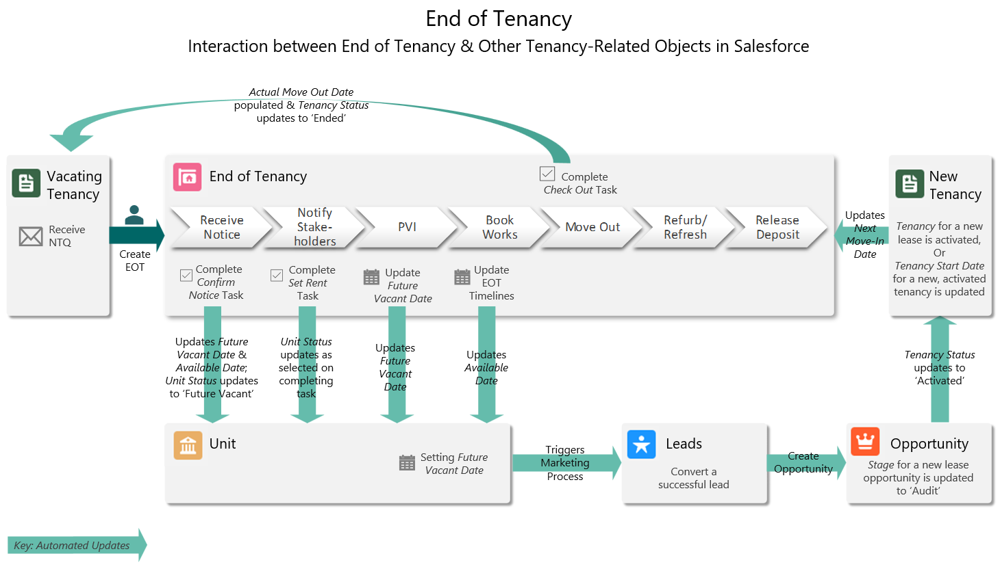 End of Tenancy
Interaction between End of Tenancy & Other Tenancy-Related Objects in Salesforce
Actual Move Out Date
populated & Tenancy Status
updates to ‘Ended’
Vacating
Tenancy
Receive
NTQ
Create
EOT
End of Tenancy
Complete
Check Out Task
Receive
Notice
Notify
Stake-
holders
PVI
Book
Works
Move Out
Refurb/
Refresh
Release
Deposit
Complete
Confirm
Notice Task
Complete
Set Rent
Task
Update
Future
Vacant Date
Update
EOT
Timelines
Updates
Next
Move-In
Date
New
Tenancy
Tenancy for a new
lease is activated,
Or
Tenancy Start Date
for a new, activated
tenancy is updated
Updates Future
Vacant Date &
Available Date;
Unit Status updates
to ‘Future Vacant’
Unit Status
updates as
selected on
completing
task
Updates
Future
Vacant
Date
Updates
Available
Date
Tenancy Status
updates to
‘Activated’
Unit
Setting Future
Vacant Date
Triggers
Marketing
Process
Leads
Convert a
successful lead
Create
Opportunity
Opportunity
Stage for a new lease
opportunity is updated
to ‘Audit’
Key: Automated Updates